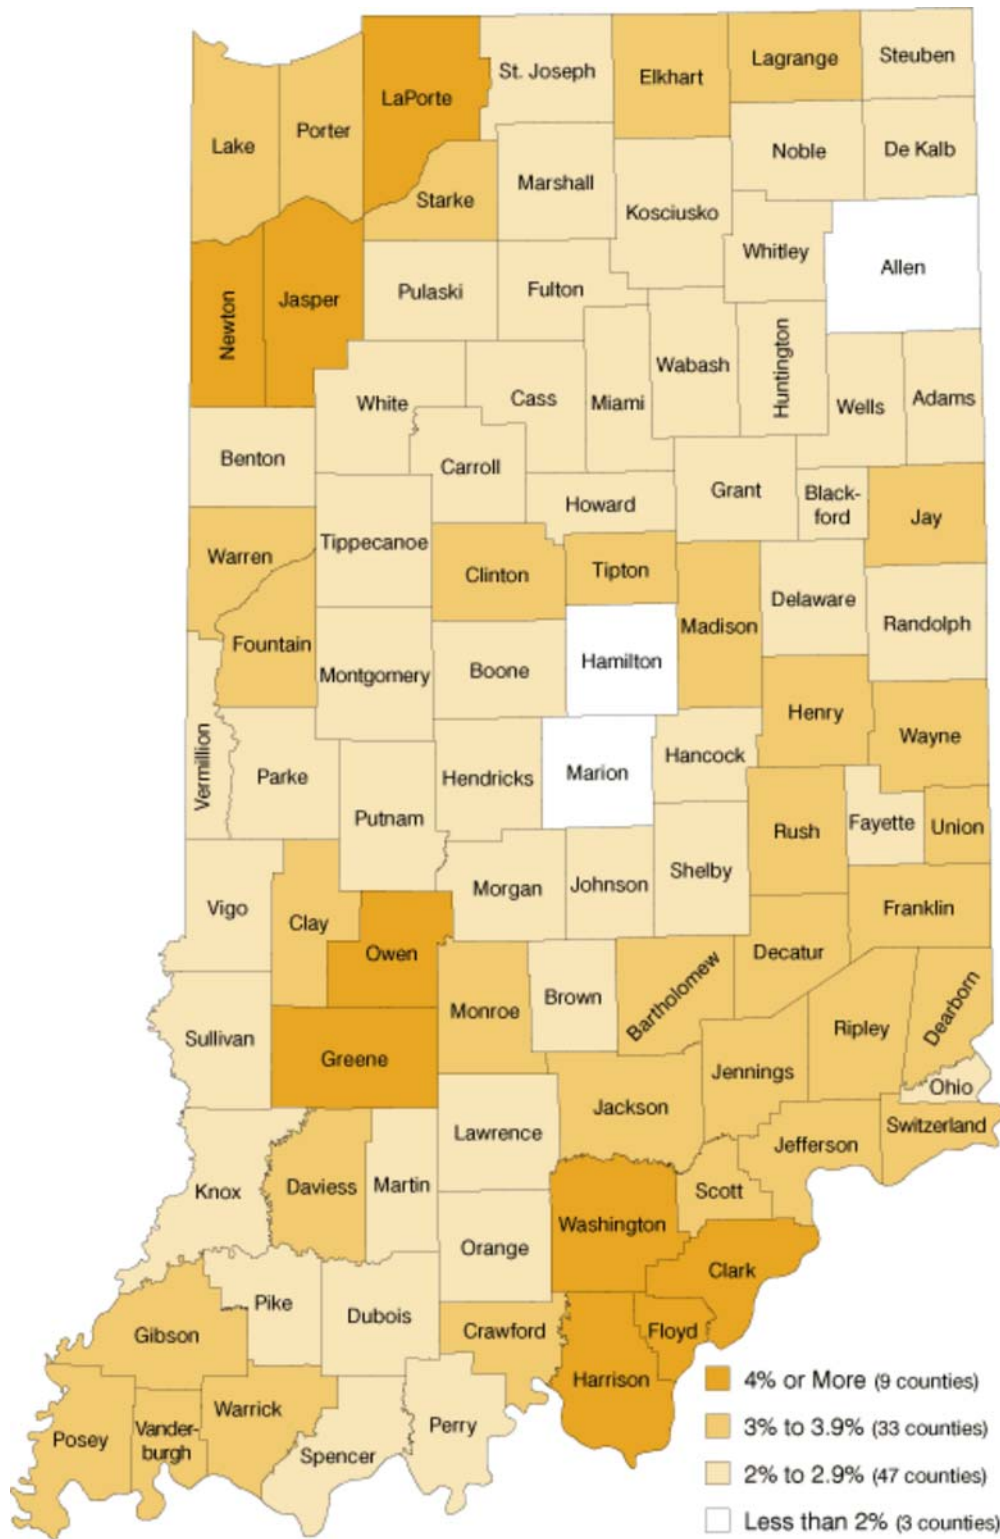 St. Joseph
Elkhart
Lagrange
Steuben
LaPorte
Lake
Porter
Noble
De Kalb
Starke
Marshall
Kosciusko
Whitley
Allen
Newton
Jasper
Pulaski
Fulton
Wabash
Huntington
White
Cass
Miami
Wells
Adams
Benton
Carroll
Howard
Grant
Black-
ford
Jay
Warren
Tippecanoe
Clinton
Tipton
Delaware
Fountain
Madison
Randolph
Montgomery
Boone
Hamilton
Henry
Wayne
Vermillion
Parke
Putnam
Hendricks
Marion
Hancock
Rush
Fayette
Union
Vigo
Clay
Morgan
Johnson
Shelby
Franklin
Owen
Decatur
Monroe
Brown
Bartholomew
Ripley
Dearborn
Sullivan
Greene
Jennings
Ohio
Jackson
Lawrence
Jefferson
Switzerland
Knox
Daviess
Martin
Scott
Washington
Orange
Clark
Pike
Dubois
Gibson
Crawford
Floyd
Harrison
Posey
Vander-
burgh
Warrick
Spencer
Perry
4% or More (9 counties)
3% to 3.9% (33 counties)
2% to 2.9% (47 counties)
Less than 2% (3 counties)